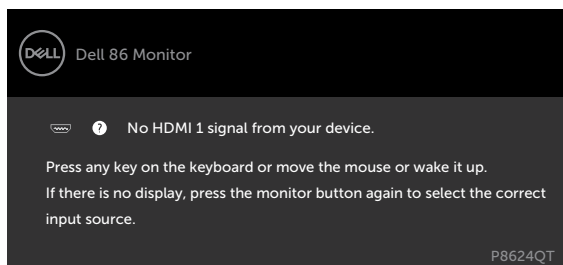 DELL
Dell 86 Monitor
? No HDMI 1 signal from your device.
Press any key on the keyboard or move the mouse or wake it up.
If there is no display, press the monitor button again to select the correct
input source.
P8624QT